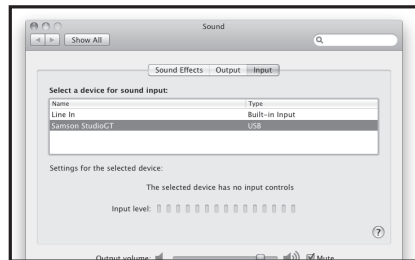 Sound
Show All
Sound Effects Output Input
Select a device for sound input:
Name Type
Line In Built-in Input
Samson StudioGT USB
Settings for the selected device:
The selected device has no input controls
Input level:
?
Output volume: Mute